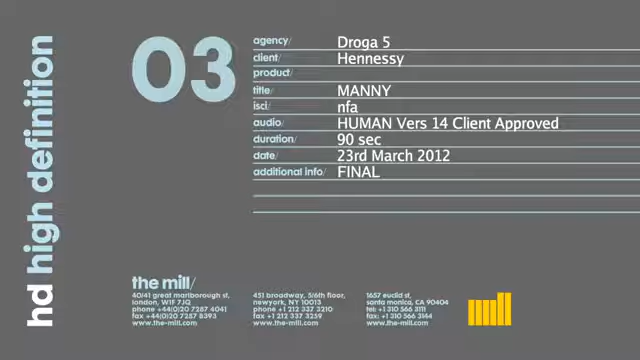 hd high definition
03
agency/ Droga 5
client/ Hennessy
product/
title/ MANNY
isci/ nfa
audio/ HUMAN Vers 14 Client Approved
duration/ 90 sec
date/ 23rd March 2012
additional info/ FINAL
the mill/
40/41 great marlborough st,
london, W1F 7JQ
phone +44(0)20 7287 4041
fax +44(0)20 7287 8393
www.the-mill.com
451 broadway, 5/6th floor,
newyork, NY 10013
phone +1 212 337 3210
fax +1 212 337 3259
www.the-mill.com
1657 euclid st,
santa monica, CA 90404
tel: +1 310 566 3111
fax: +1 310 566 3144
www.the-mill.com